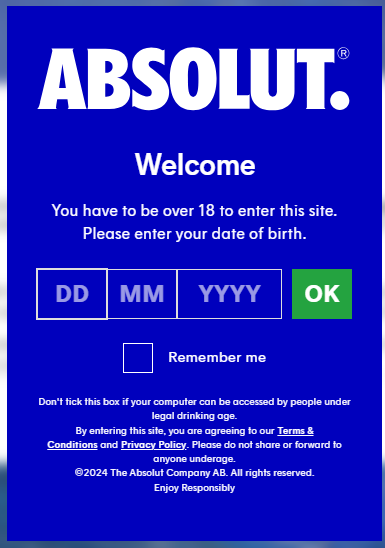 ABSOLUT.®
Welcome
You have to be over 18 to enter this site.
Please enter your date of birth.
DD MM YYYY OK
Remember me
Don't tick this box if your computer can be accessed by people under
legal drinking age.
By entering this site, you are agreeing to our Terms &
Conditions and Privacy Policy. Please do not share or forward to
anyone underage.
©2024 The Absolut Company AB. All rights reserved.
Enjoy Responsibly